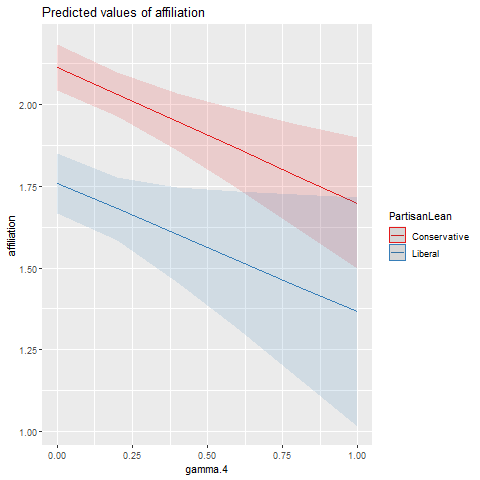 Predicted values of affiliation
2.00
1.75
1.50
1.25
1.00
affiliation
0.00 0.25 0.50 0.75 1.00
gamma.4
PartisanLean
Conservative
Liberal